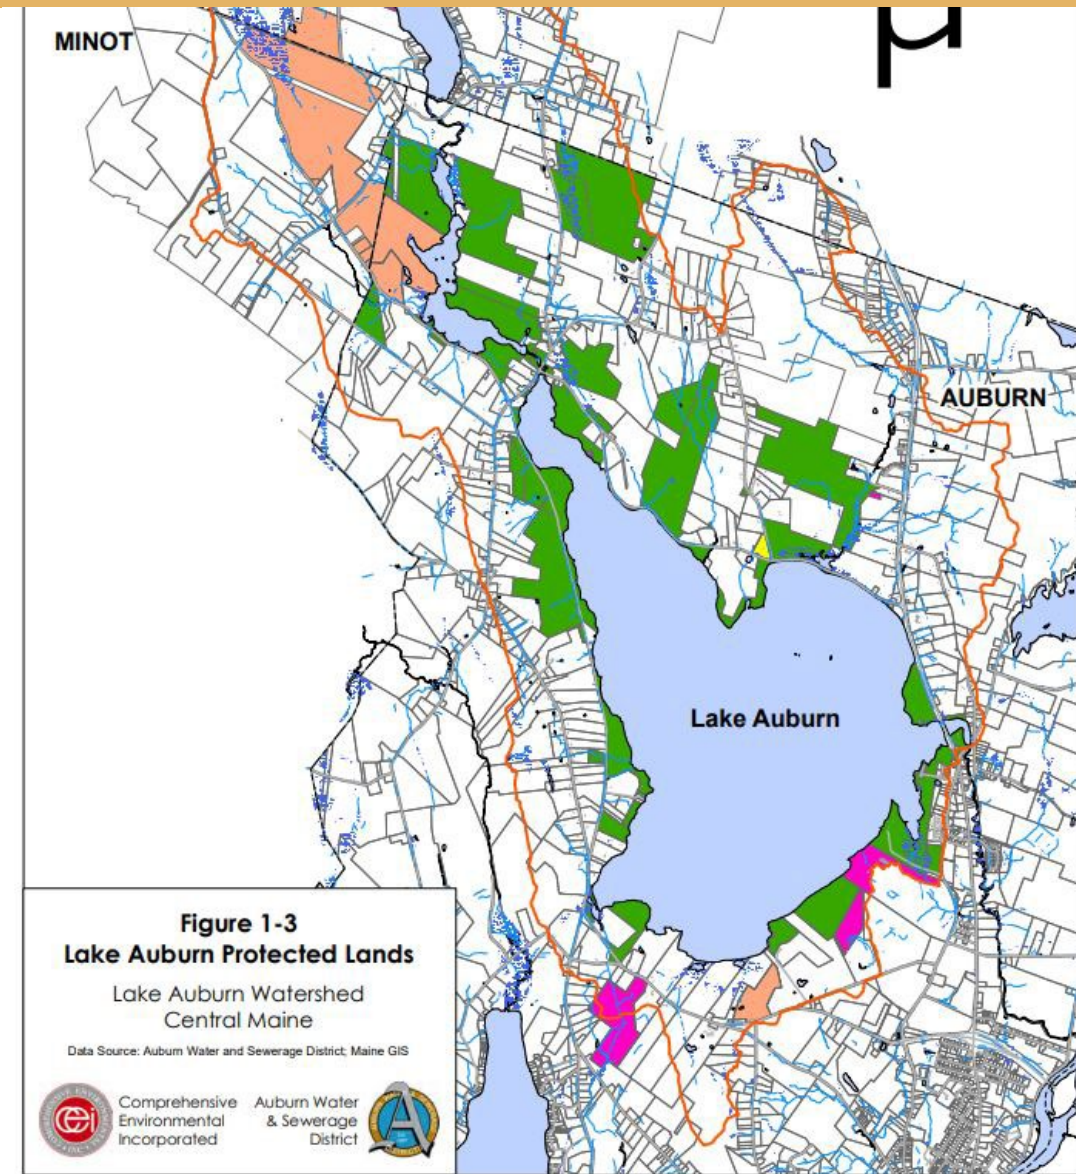 MINOT
µ
AUBURN
Lake Auburn
Figure 1-3
Lake Auburn Protected Lands
Lake Auburn Watershed
Central Maine
Data Source: Auburn Water and Sewerage District; Maine GIS
cei
Comprehensive
Environmental
Incorporated
Auburn Water
& Sewerage
District
A